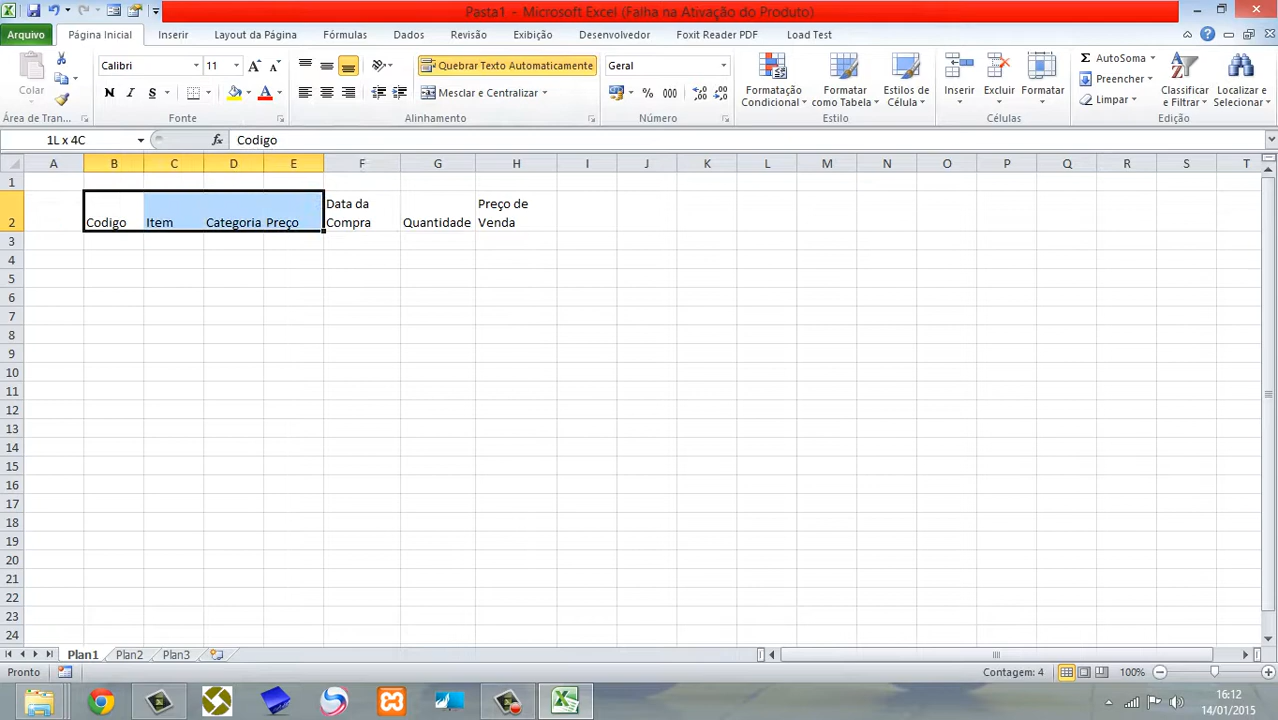 Pasta1 - Microsoft Excel (Falha na Ativação do Produto)
Arquivo Página Inicial Inserir Layout da Página Fórmulas Dados Revisão Exibição Desenvolvedor Foxit Reader PDF Load Test
Colar
Calibri 11
N I S
Quebrar Texto Automaticamente
Mesclar e Centralizar
Geral
% 000
Formatação Condicional
Formatar como Tabela
Estilos de Célula
Inserir
Excluir
Formatar
AutoSoma
Preencher
Limpar
Classificar e Filtrar
Localizar e Selecionar
Área de Tran... Fonte Alinhamento Número Estilo Células Edição
1L x 4C fx Codigo
A B C D E F G H I J K L M N O P Q R S T
1
2 Codigo Item Categoria Preço Data da Compra Quantidade Preço de Venda
3
4
5
6
7
8
9
10
11
12
13
14
15
16
17
18
19
20
21
22
23
24
Plan1 Plan2 Plan3
Pronto Contagem: 4 100%
16:12
14/01/2015